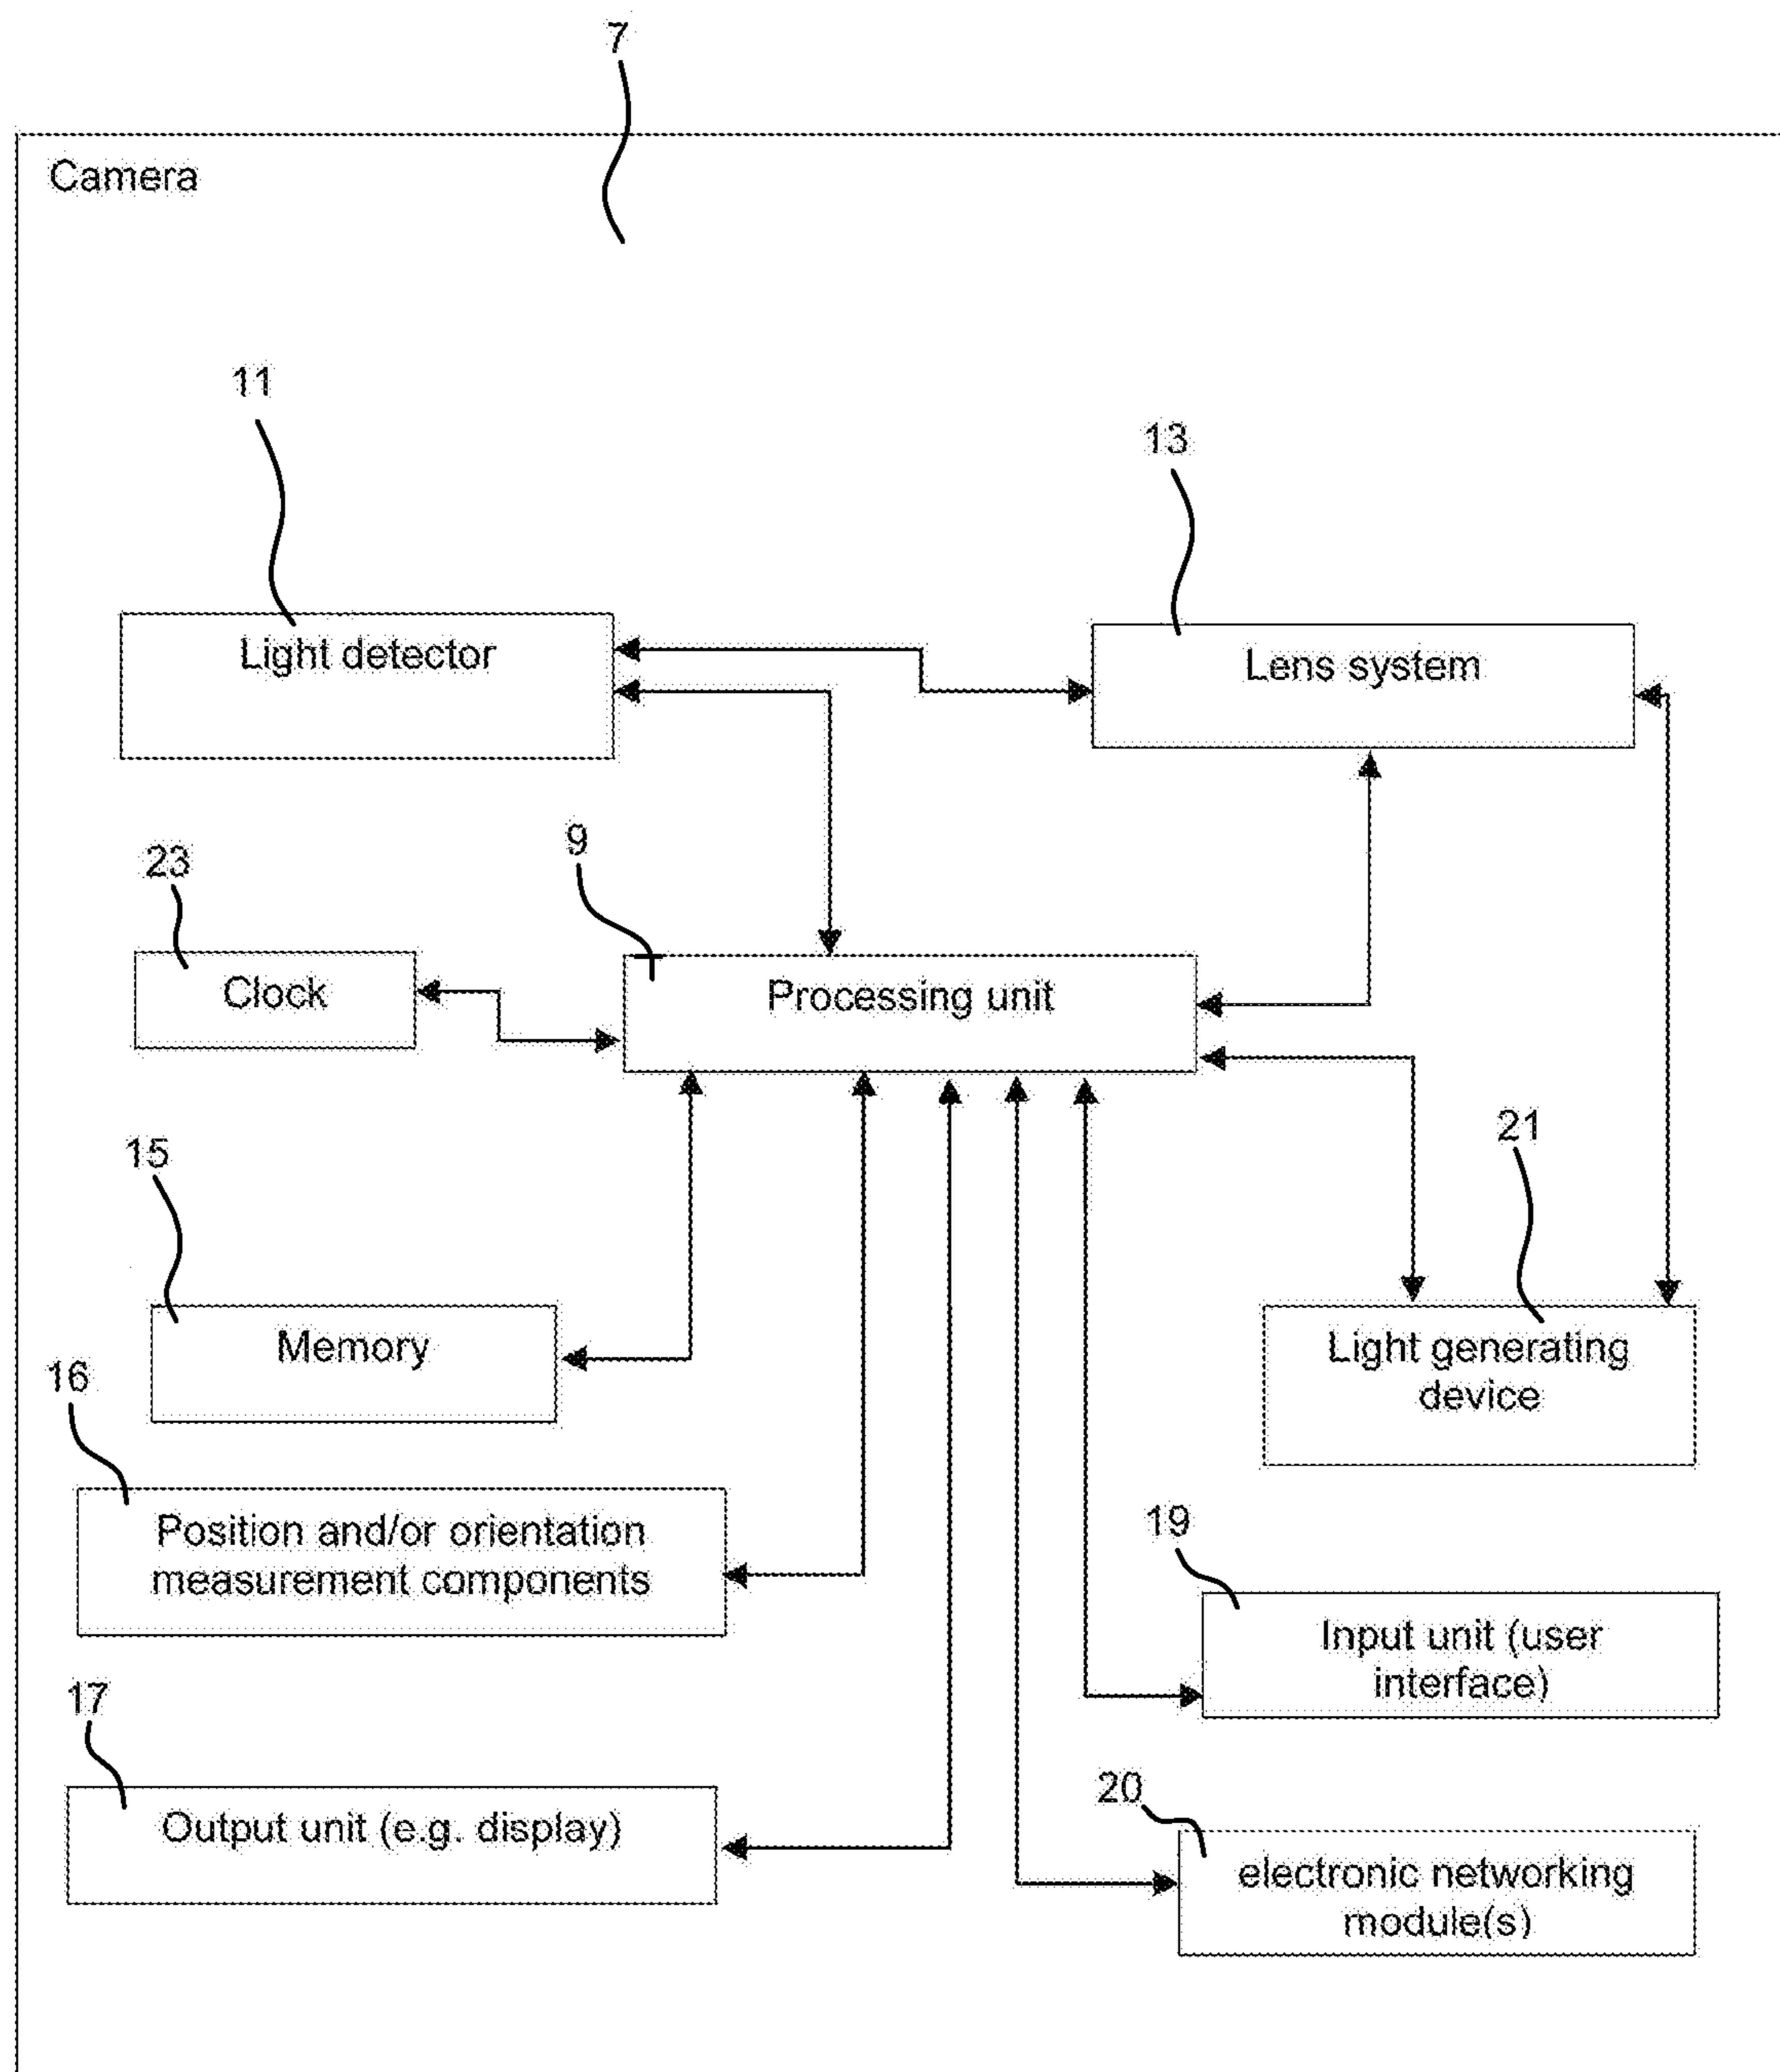 7
Camera
11
13
Light detector
Lens system
9
23
Clock
Processing unit
21
15
Memory
Light generating
device
16
Position and/or orientation
measurement components
19
Input unit (user
interface)
17
Output unit (e.g. display)
20
electronic networking
module(s)